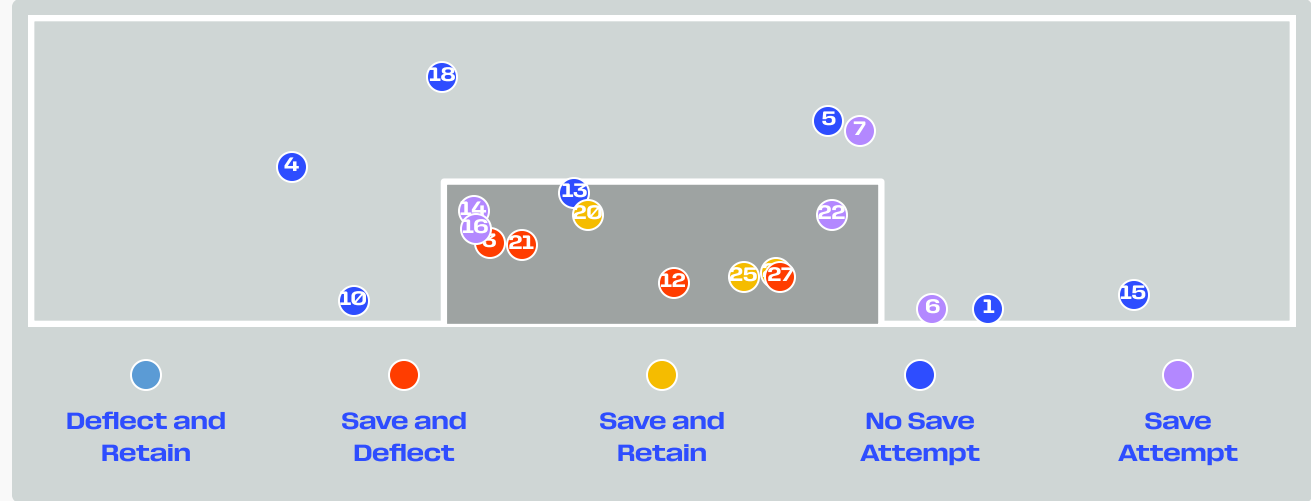 18
5
7
4
13
14
20
22
16
21
12
25
27
10
15
6
1
Deflect and
Retain
Save and
Deflect
Save and
Retain
No Save
Attempt
Save
Attempt